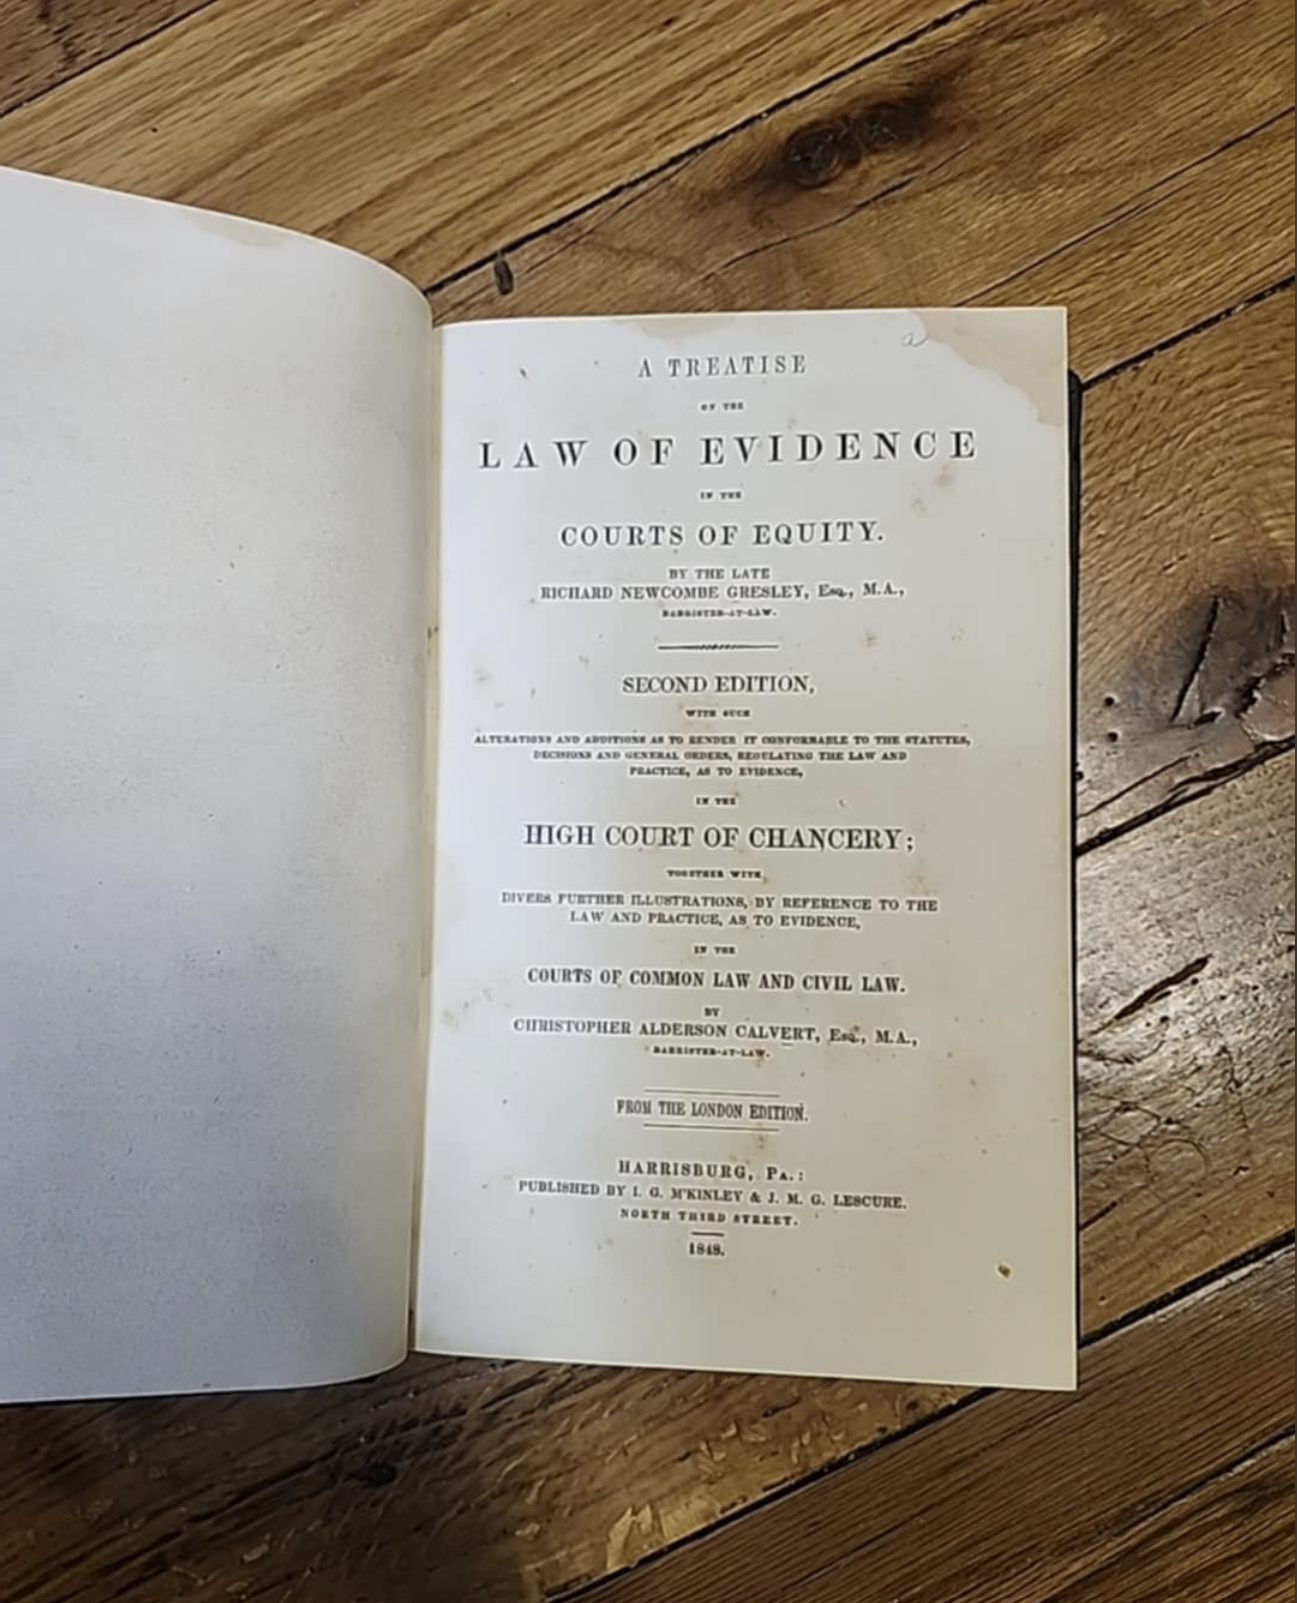 a
A TREATISE
ON THE
LAW OF EVIDENCE
IN THE
COURTS OF EQUITY.
BY THE LATE
RICHARD NEWCOMBE GRESLEY, Esq., M.A.,
BARRISTER-AT-LAW.
SECOND EDITION,
WITH SUCH
ALTERATIONS AND ADDITIONS AS TO RENDER IT CONFORMABLE TO THE STATUTES,
DECISIONS AND GENERAL ORDERS, REGULATING THE LAW AND
PRACTICE, AS TO EVIDENCE,
IN THE
HIGH COURT OF CHANCERY;
TOGETHER WITH
DIVERS FURTHER ILLUSTRATIONS, BY REFERENCE TO THE
LAW AND PRACTICE, AS TO EVIDENCE,
IN THE
COURTS OF COMMON LAW AND CIVIL LAW.
BY
CHRISTOPHER ALDERSON CALVERT, Esq., M.A.,
BARRISTER-AT-LAW.
FROM THE LONDON EDITION.
HARRISBURG, PA.:
PUBLISHED BY I. G. M'KINLEY & J. M. G. LESCURE.
NORTH THIRD STREET.
1848.